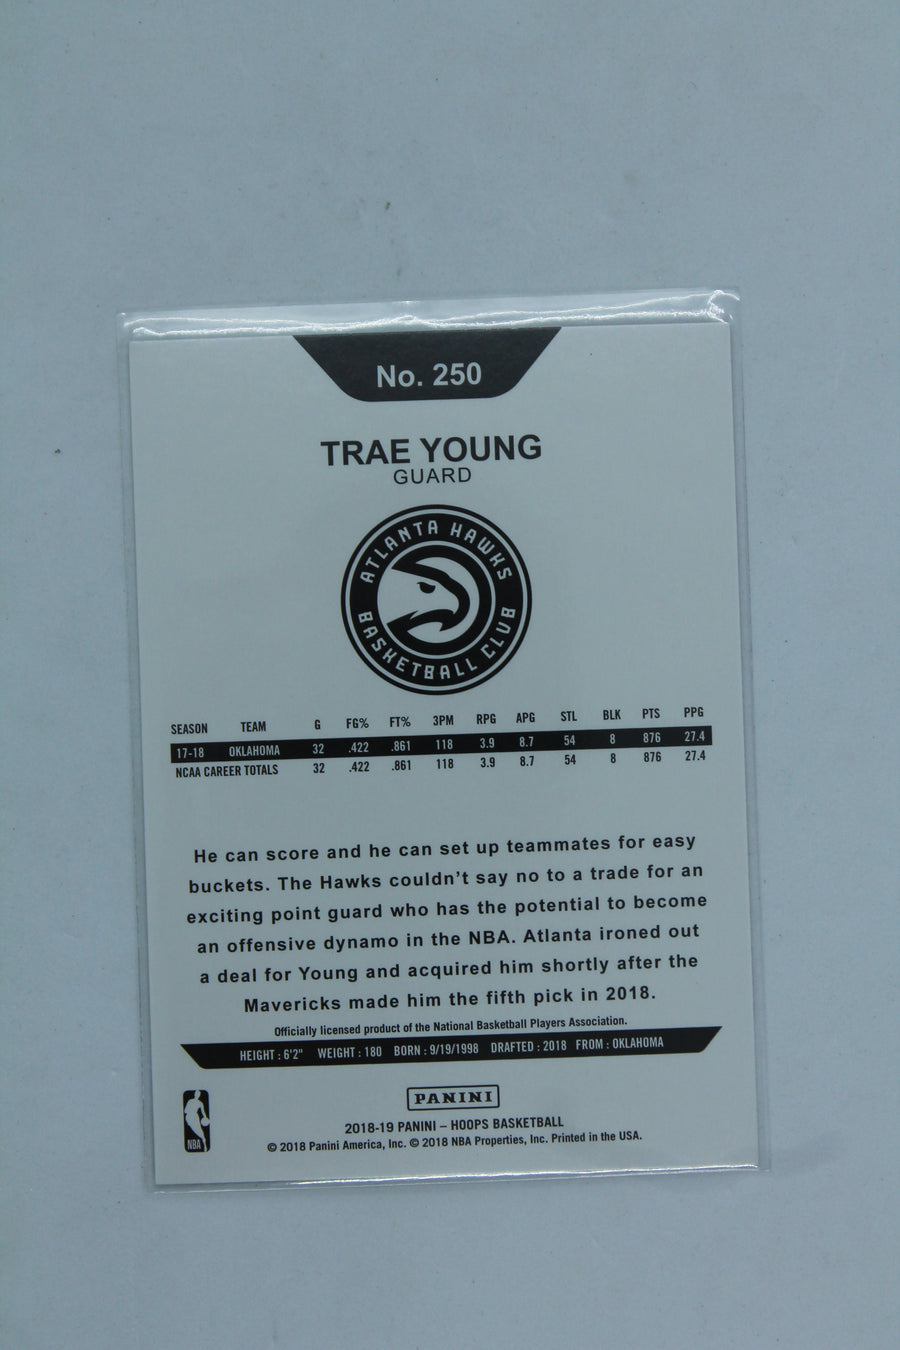 No. 250
TRAE YOUNG
GUARD
ATLANTA HAWKS
BASKETBALL CLUB
SEASON TEAM G FG% FT% 3PM RPG APG STL BLK PTS PPG
17-18 OKLAHOMA 32 .422 .861 118 3.9 8.7 54 8 876 27.4
NCAA CAREER TOTALS 32 .422 .861 118 3.9 8.7 54 8 876 27.4
He can score and he can set up teammates for easy
buckets. The Hawks couldn't say no to a trade for an
exciting point guard who has the potential to become
an offensive dynamo in the NBA. Atlanta ironed out
a deal for Young and acquired him shortly after the
Mavericks made him the fifth pick in 2018.
Officially licensed product of the National Basketball Players Association.
HEIGHT : 6'2" WEIGHT : 180 BORN : 9/19/1998 DRAFTED : 2018 FROM : OKLAHOMA
PANINI
NBA
2018-19 PANINI – HOOPS BASKETBALL
© 2018 Panini America, Inc. © 2018 NBA Properties, Inc. Printed in the USA.